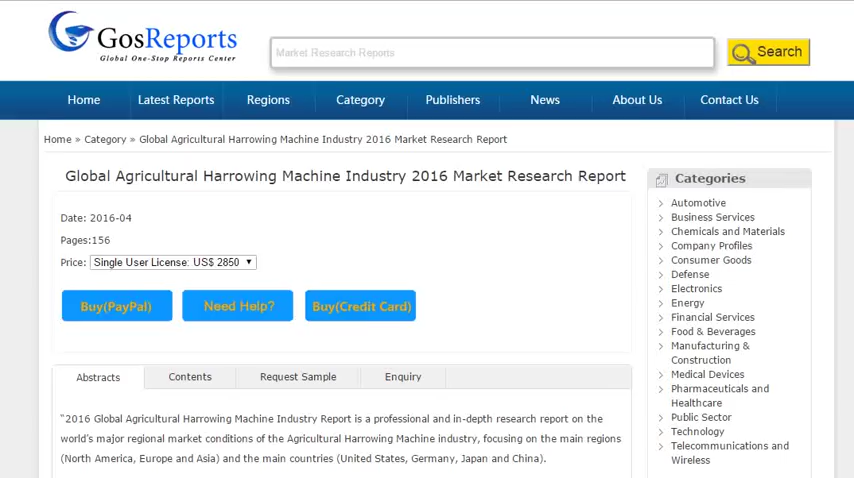 GosReports
Global One-Stop Reports Center
Market Research Reports
Search
Home
Latest Reports
Regions
Category
Publishers
News
About Us
Contact Us
Home » Category » Global Agricultural Harrowing Machine Industry 2016 Market Research Report
Global Agricultural Harrowing Machine Industry 2016 Market Research Report
Date: 2016-04
Pages:156
Price: Single User License: US$ 2850
Buy(PayPal)
Need Help?
Buy(Credit Card)
Abstracts
Contents
Request Sample
Enquiry
"2016 Global Agricultural Harrowing Machine Industry Report is a professional and in-depth research report on the
world's major regional market conditions of the Agricultural Harrowing Machine industry, focusing on the main regions
(North America, Europe and Asia) and the main countries (United States, Germany, Japan and China).
Categories
Automotive
Business Services
Chemicals and Materials
Company Profiles
Consumer Goods
Defense
Electronics
Energy
Financial Services
Food & Beverages
Manufacturing &
Construction
Medical Devices
Pharmaceuticals and
Healthcare
Public Sector
Technology
Telecommunications and
Wireless